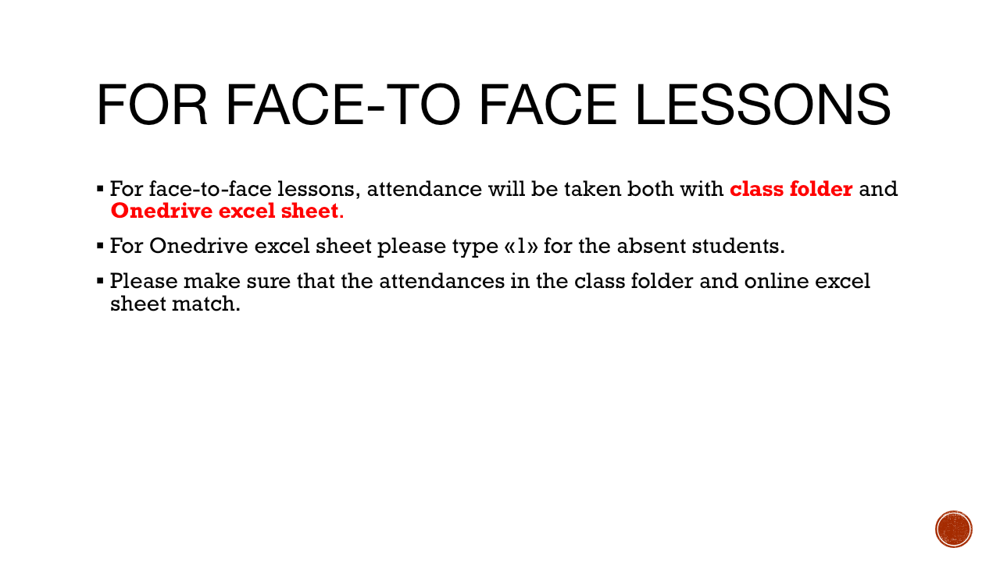 FOR FACE-TO FACE LESSONS
▪ For face-to-face lessons, attendance will be taken both with class folder and
Onedrive excel sheet.
▪ For Onedrive excel sheet please type «1» for the absent students.
▪ Please make sure that the attendances in the class folder and online excel
sheet match.